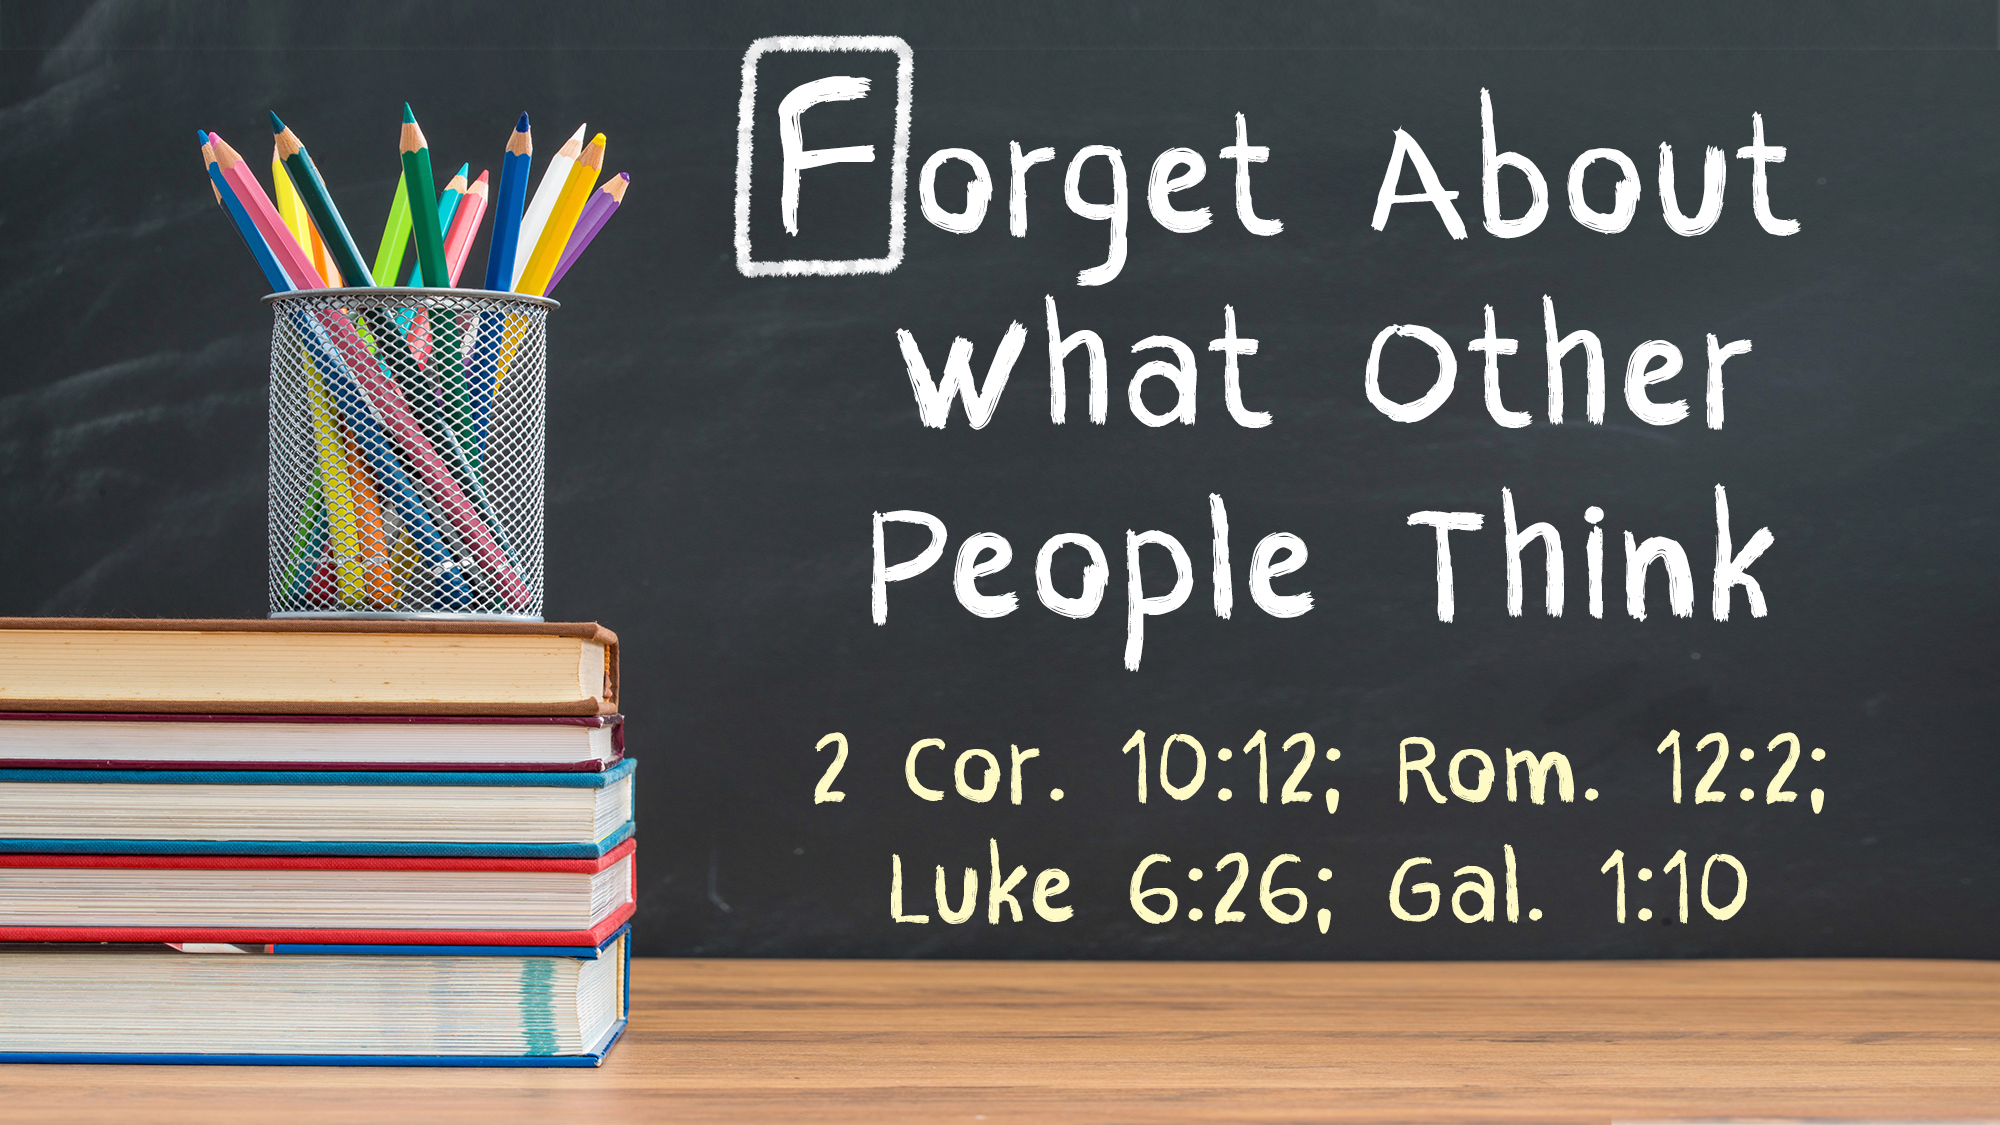 Forget About
What Other
People Think
2 Cor. 10:12; Rom. 12:2;
Luke 6:26; Gal. 1:10